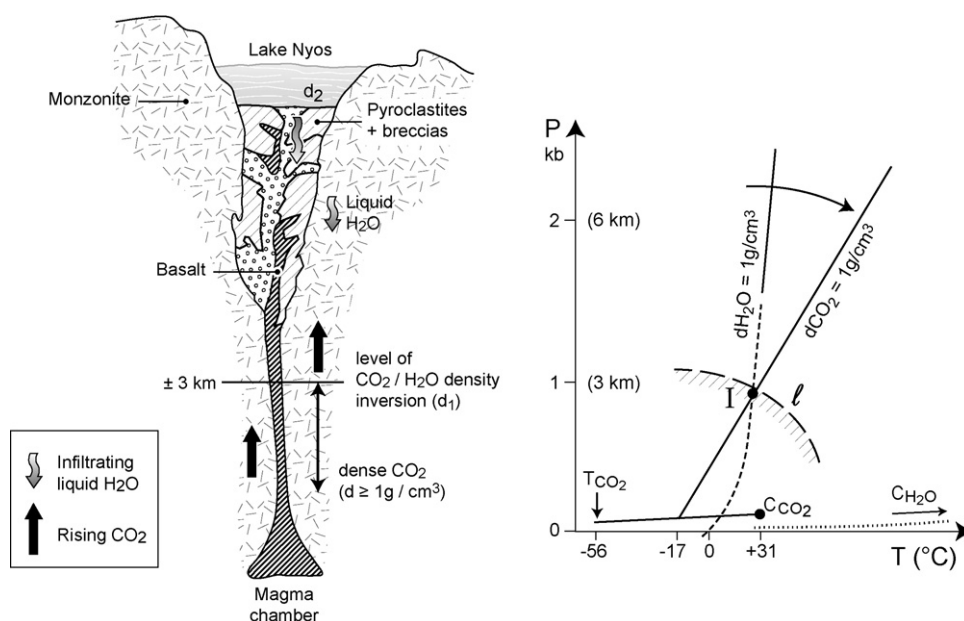 Lake Nyos
d₂
Monzonite
Pyroclastites
+ breccias
Liquid
H₂O
Basalt
± 3 km
level of
CO₂ / H₂O density
inversion (d₁)
dense CO₂
(d ≥ 1g / cm³)
Magma
chamber
Infiltrating
liquid H₂O
Rising CO₂
P
kb
2
(6 km)
1
(3 km)
0
dH₂O = 1g/cm³
dCO₂ = 1g/cm³
I
ℓ
TCO₂
CCO₂
CH₂O
-56
-17
0
+31
T (°C)